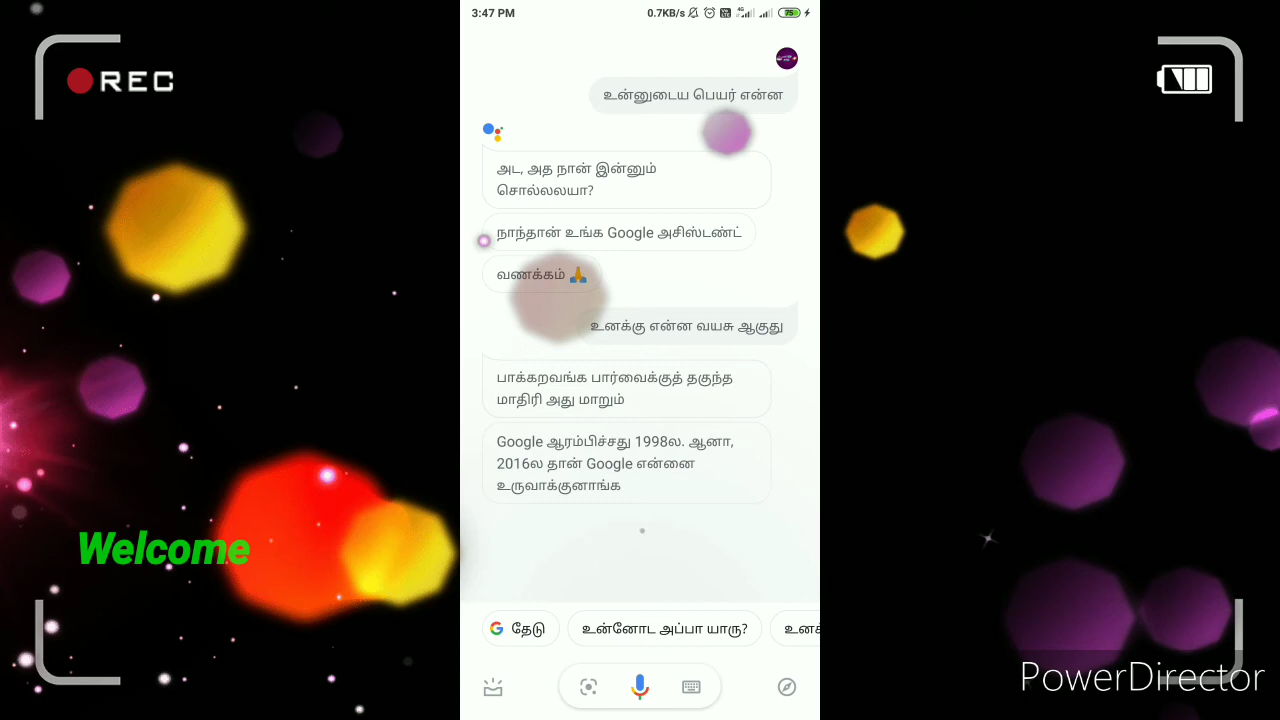 3:47 PM
0.7KB/s
4G
75
REC
உன்னுடைய பெயர் என்ன
அட, அத நான் இன்னும்
சொல்லலயா?
நாந்தான் உங்க Google அசிஸ்டண்ட்
வணக்கம் 🙏
உனக்கு என்ன வயசு ஆகுது
பாக்கறவங்க பார்வைக்குத் தகுந்த
மாதிரி அது மாறும்
Google ஆரம்பிச்சது 1998ல. ஆனா,
2016ல தான் Google என்னை
உருவாக்குனாங்க
Welcome
தேடு
உன்னோட அப்பா யாரு?
PowerDirector